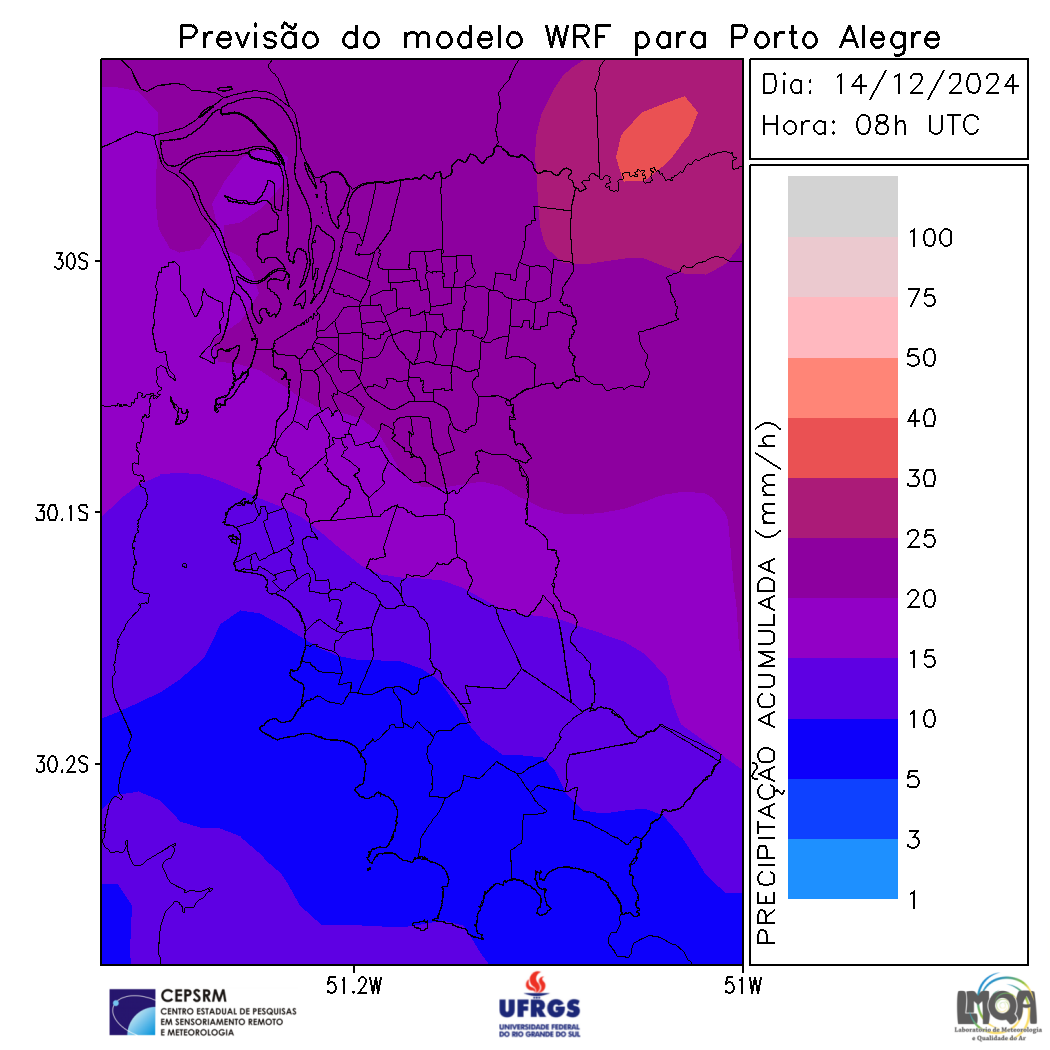 Previsão do modelo WRF para Porto Alegre
Dia: 14/12/2024
Hora: 08h UTC
30S
30.1S
30.2S
51.2W
51W
PRECIPITAÇÃO ACUMULADA (mm/h)
100
75
50
40
30
25
20
15
10
5
3
1
CEPSRM
CENTRO ESTADUAL DE PESQUISAS
EM SENSORIAMENTO REMOTO
E METEOROLOGIA
UFRGS
UNIVERSIDADE FEDERAL
DO RIO GRANDE DO SUL
LMQA
Laboratório de Meteorologia
e Qualidade do Ar